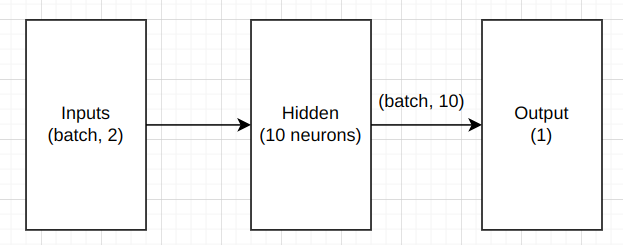 Inputs
(batch, 2)
Hidden
(10 neurons)
(batch, 10)
Output
(1)